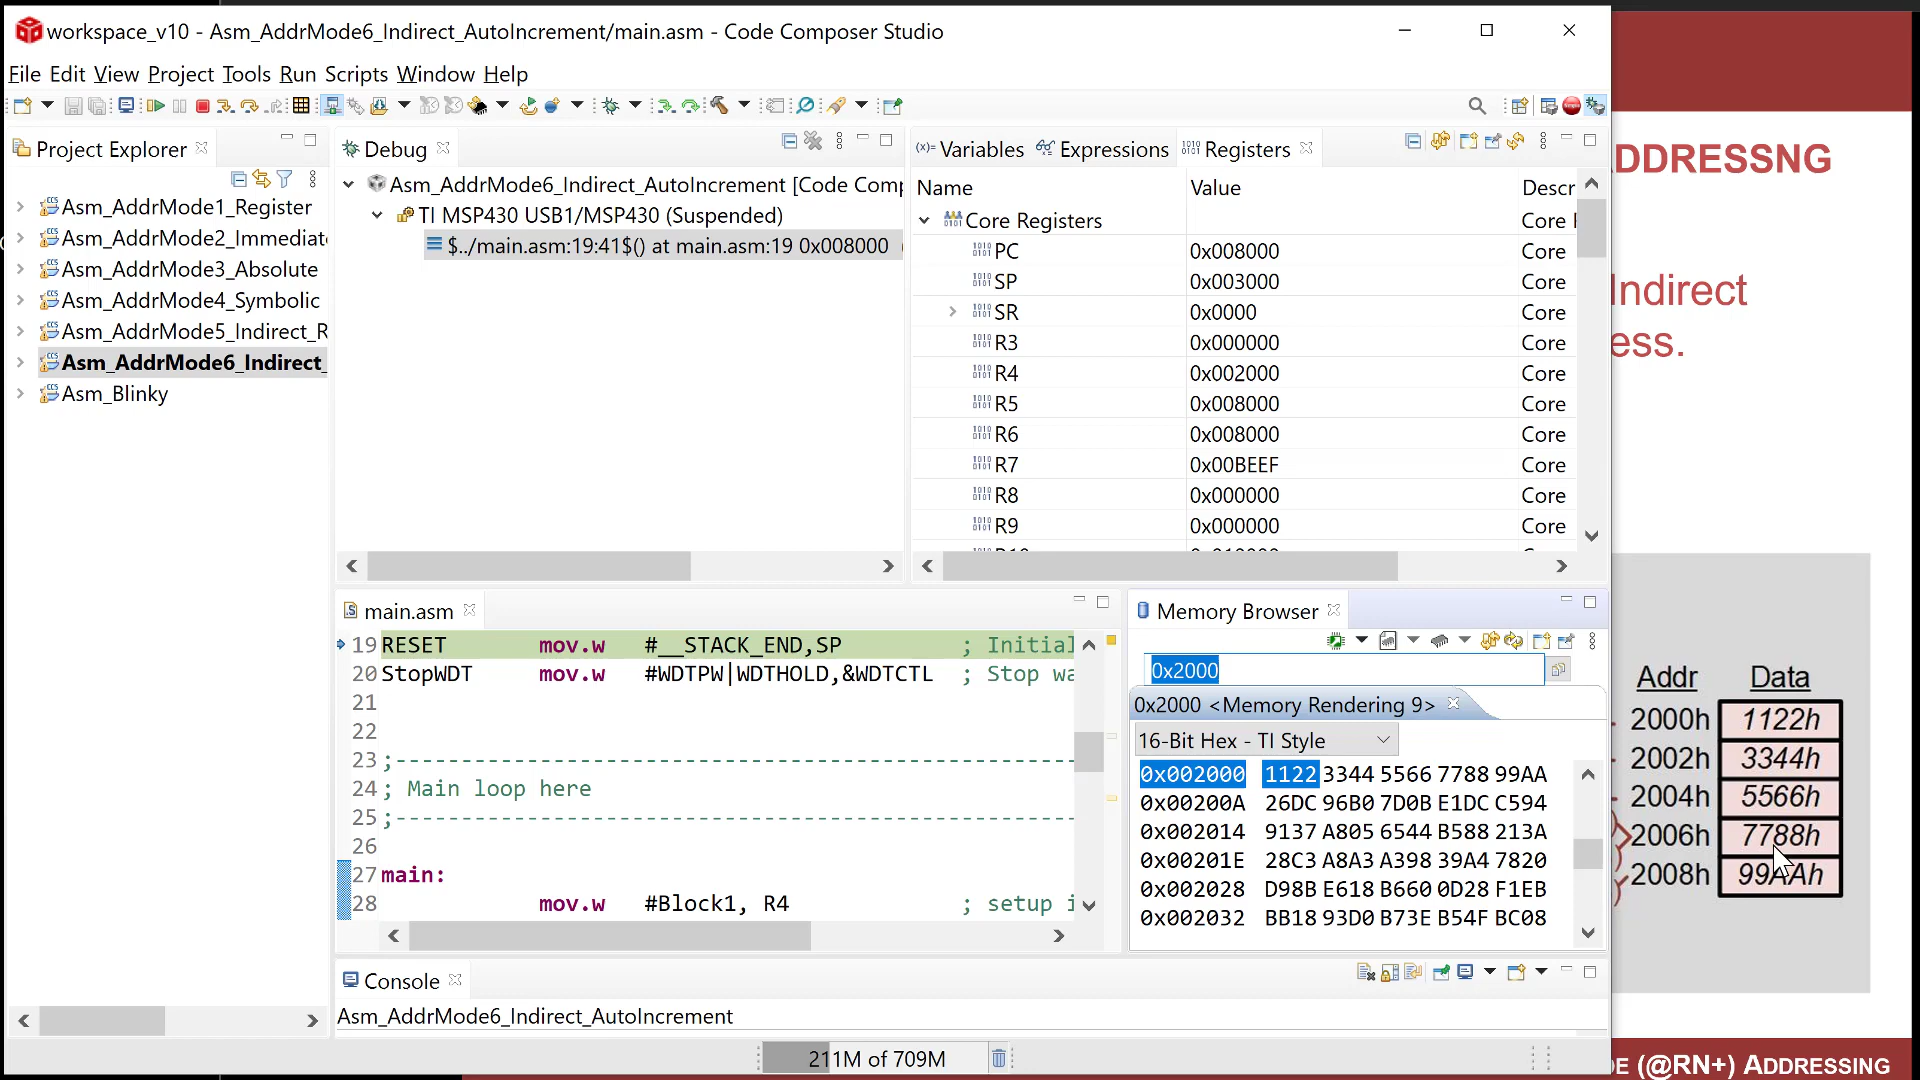 workspace_v10 - Asm_AddrMode6_Indirect_AutoIncrement/main.asm - Code Composer Studio
File Edit View Project Tools Run Scripts Window Help
Project Explorer
Asm_AddrMode1_Register
Asm_AddrMode2_Immediat
Asm_AddrMode3_Absolute
Asm_AddrMode4_Symbolic
Asm_AddrMode5_Indirect_R
Asm_AddrMode6_Indirect_
Asm_Blinky
Debug
Asm_AddrMode6_Indirect_AutoIncrement [Code Comp
TI MSP430 USB1/MSP430 (Suspended)
$../main.asm:19:41$() at main.asm:19 0x008000
(x)= Variables Expressions Registers
Name Value Descr
Core Registers Core
PC 0x008000 Core
SP 0x003000 Core
SR 0x0000 Core
R3 0x000000 Core
R4 0x002000 Core
R5 0x008000 Core
R6 0x008000 Core
R7 0x00BEEF Core
R8 0x000000 Core
R9 0x000000 Core
main.asm
19 RESET mov.w #__STACK_END,SP ; Initial
20 StopWDT mov.w #WDTPW|WDTHOLD,&WDTCTL ; Stop wa
21
22
23 ;-----------------------------------------------------
24 ; Main loop here
25 ;-----------------------------------------------------
26
27 main:
28 mov.w #Block1, R4 ; setup i
Memory Browser
0x2000
0x2000 <Memory Rendering 9>
16-Bit Hex - TI Style
0x002000 1122 3344 5566 7788 99AA
0x00200A 26DC 96B0 7D0B E1DC C594
0x002014 9137 A805 6544 B588 213A
0x00201E 28C3 A8A3 A398 39A4 7820
0x002028 D98B E618 B660 0D28 F1EB
0x002032 BB18 93D0 B73E B54F BC08
Console
Asm_AddrMode6_Indirect_AutoIncrement
211M of 709M
DDRESSNG
Indirect
ess.
Addr Data
2000h 1122h
2002h 3344h
2004h 5566h
2006h 7788h
2008h 99AAh
DE (@RN+) ADDRESSING